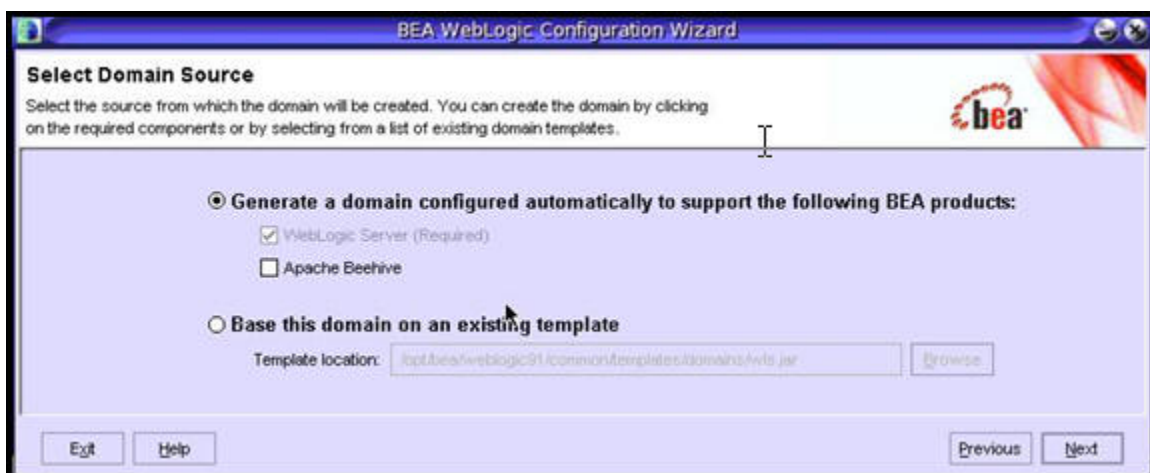 BEA WebLogic Configuration Wizard
Select Domain Source
Select the source from which the domain will be created. You can create the domain by clicking
on the required components or by selecting from a list of existing domain templates.
bea
Generate a domain configured automatically to support the following BEA products:
WebLogic Server (Required)
Apache Beehive
Base this domain on an existing template
Template location: /opt/bea/weblogic91/common/templates/domains/wls.jar Browse
Exit Help Previous Next